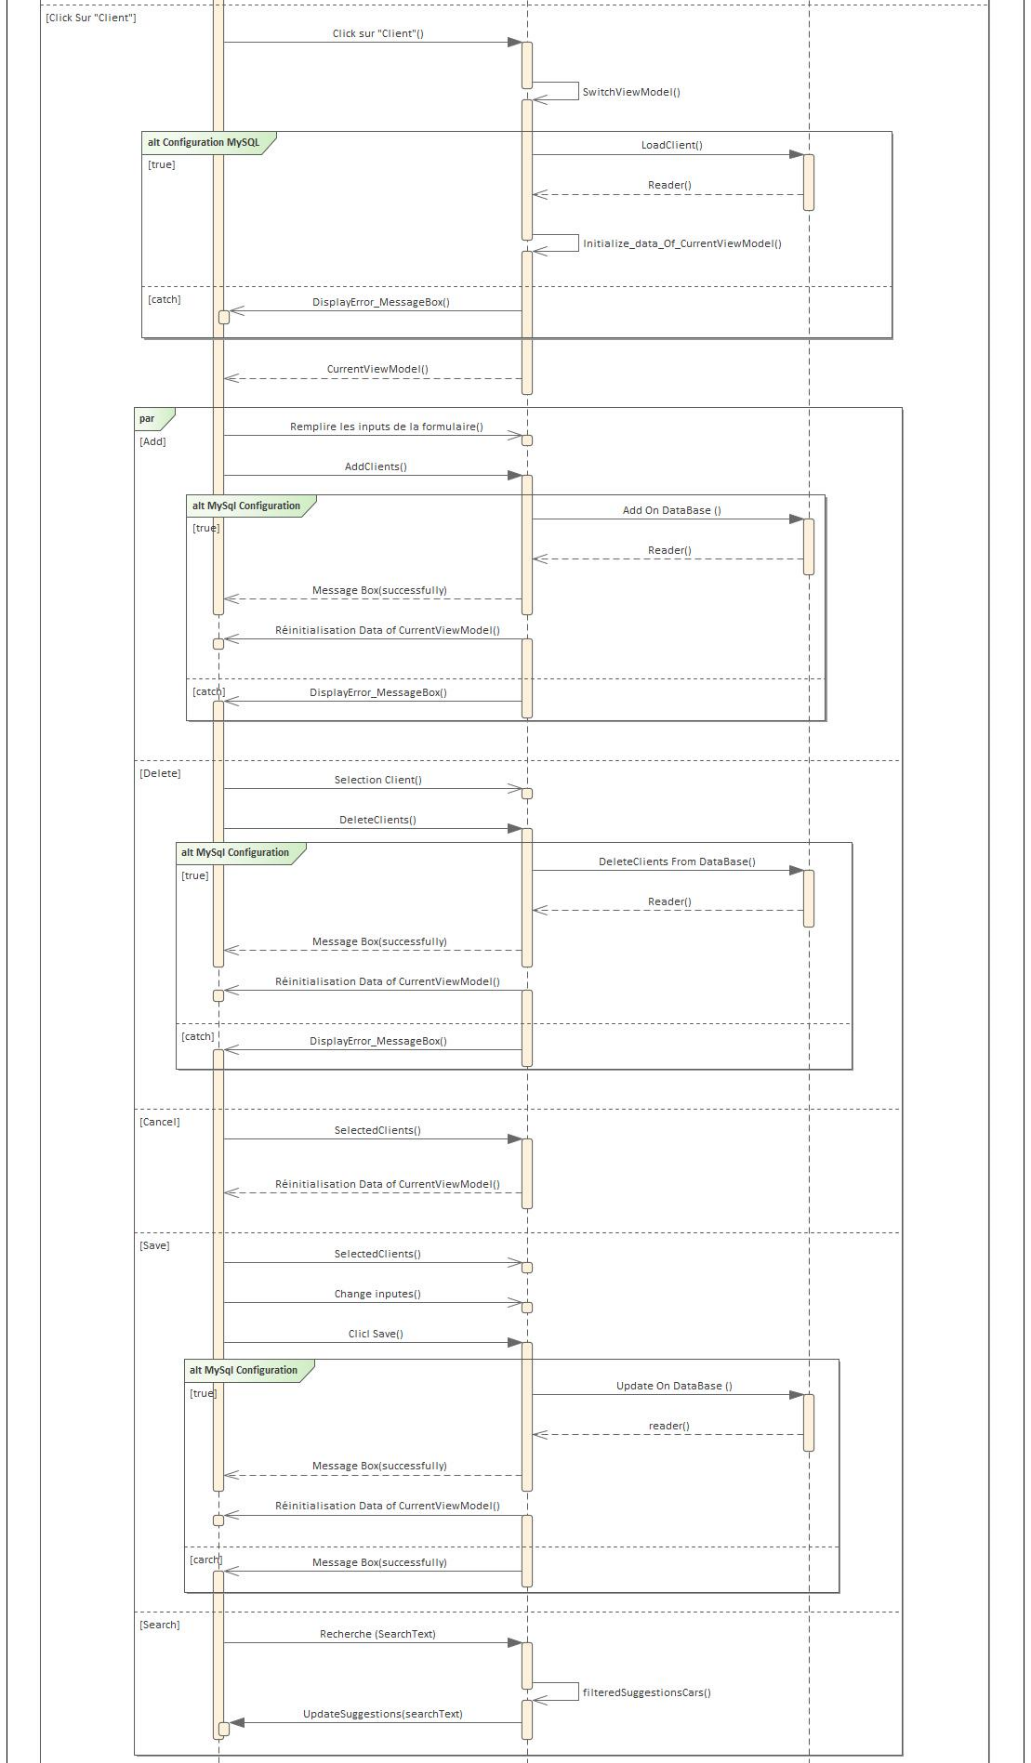 [Click Sur "Client"]
Click sur "Client"()
SwitchViewModel()
alt Configuration MySQL
LoadClient()
[true]
Reader()
Initialize_data_Of_CurrentViewModel()
[catch]
DisplayError_MessageBox()
CurrentViewModel()
par
Remplire les inputs de la formulaire()
[Add]
AddClients()
alt MySql Configuration
Add On DataBase ()
[true]
Reader()
Message Box(successfully)
Réinitialisation Data of CurrentViewModel()
[catch]
DisplayError_MessageBox()
[Delete]
Selection Client()
DeleteClients()
alt MySql Configuration
DeleteClients From DataBase()
[true]
Reader()
Message Box(successfully)
Réinitialisation Data of CurrentViewModel()
[catch]
DisplayError_MessageBox()
[Cancel]
SelectedClients()
Réinitialisation Data of CurrentViewModel()
[Save]
SelectedClients()
Change inputes()
Clicl Save()
alt MySql Configuration
Update On DataBase ()
[true]
reader()
Message Box(successfully)
Réinitialisation Data of CurrentViewModel()
[carch]
Message Box(successfully)
[Search]
Recherche (SearchText)
filteredSuggestionsCars()
UpdateSuggestions(searchText)